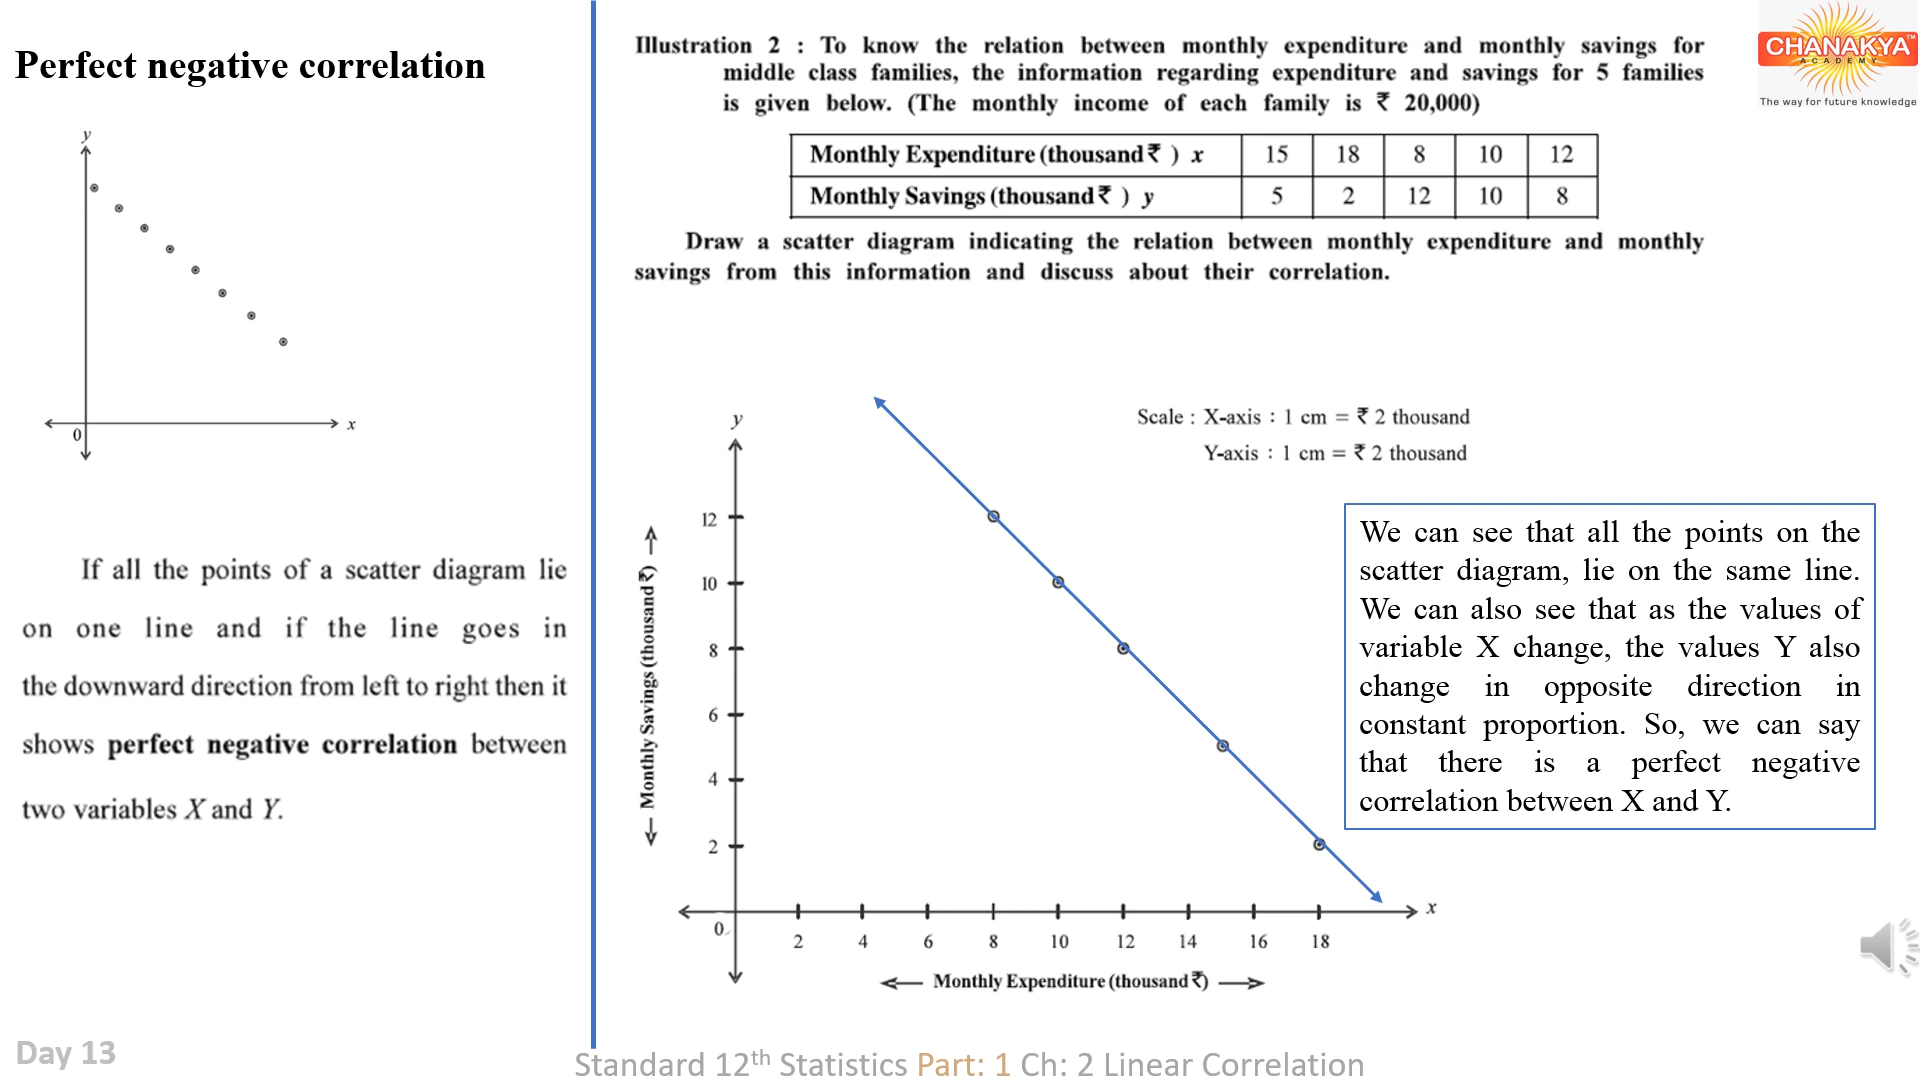 Perfect negative correlation
y
0
x
If all the points of a scatter diagram lie
on one line and if the line goes in
the downward direction from left to right then it
shows perfect negative correlation between
two variables X and Y.
Illustration 2 : To know the relation between monthly expenditure and monthly savings for
middle class families, the information regarding expenditure and savings for 5 families
is given below. (The monthly income of each family is ₹ 20,000)
Monthly Expenditure (thousand ₹ ) x 15 18 8 10 12
Monthly Savings (thousand ₹ ) y 5 2 12 10 8
Draw a scatter diagram indicating the relation between monthly expenditure and monthly
savings from this information and discuss about their correlation.
CHANAKYA™
ACADEMY
The way for future knowledge
Scale : X-axis : 1 cm = ₹ 2 thousand
Y-axis : 1 cm = ₹ 2 thousand
y
12
10
8
6
4
2
0
Monthly Savings (thousand ₹)
x
2 4 6 8 10 12 14 16 18
Monthly Expenditure (thousand ₹)
We can see that all the points on the
scatter diagram, lie on the same line.
We can also see that as the values of
variable X change, the values Y also
change in opposite direction in
constant proportion. So, we can say
that there is a perfect negative
correlation between X and Y.
Day 13
Standard 12th Statistics Part: 1 Ch: 2 Linear Correlation